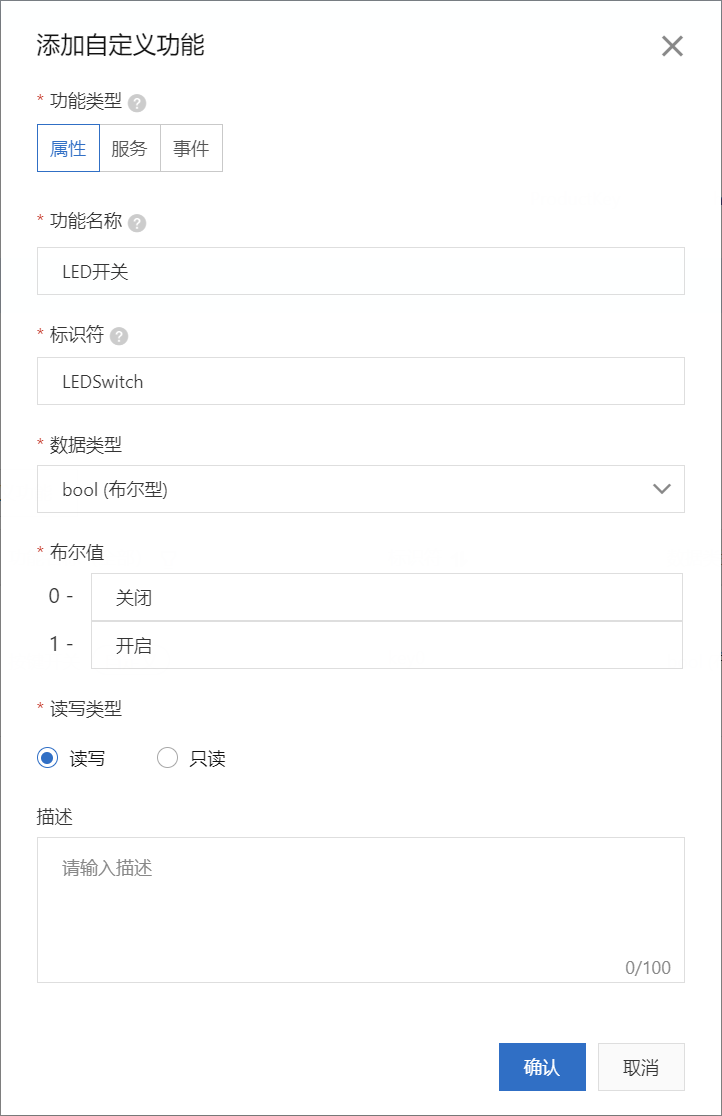 添加自定义功能
* 功能类型 ?
属性 服务 事件
* 功能名称 ?
LED开关
* 标识符 ?
LEDSwitch
* 数据类型
bool (布尔型)
* 布尔值
0 - 关闭
1 - 开启
* 读写类型
读写 只读
描述
请输入描述
0/100
确认 取消